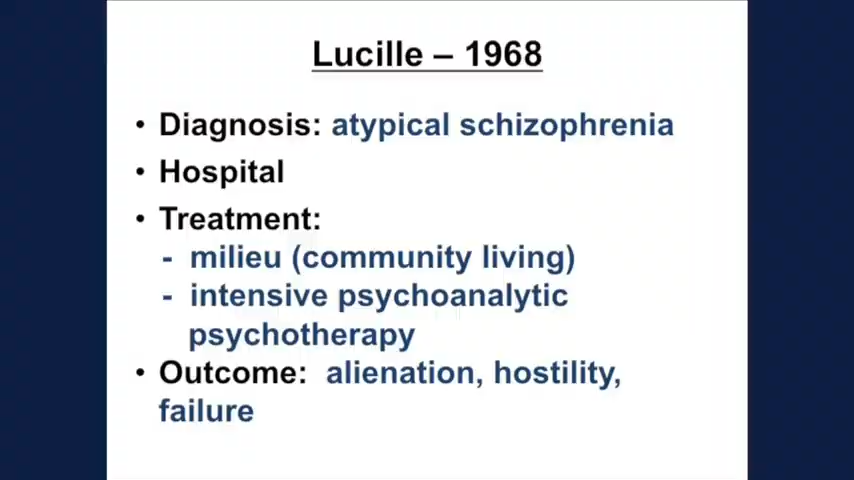 Lucille – 1968
• Diagnosis: atypical schizophrenia
• Hospital
• Treatment:
- milieu (community living)
- intensive psychoanalytic
psychotherapy
• Outcome: alienation, hostility,
failure